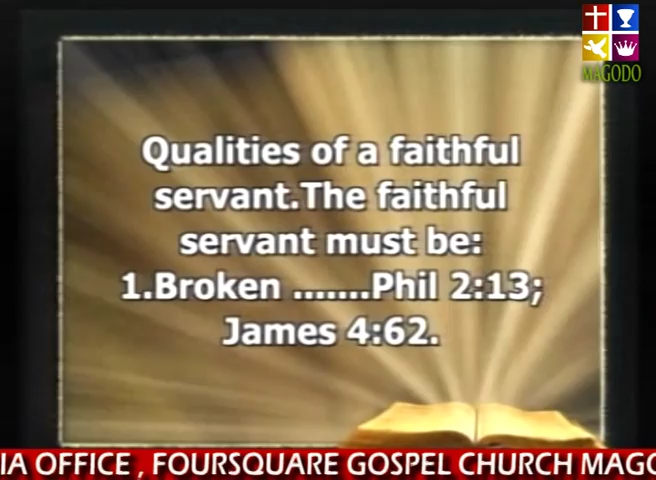 MAGODO
Qualities of a faithful
servant.The faithful
servant must be:
1.Broken .......Phil 2:13;
James 4:62.
IA OFFICE , FOURSQUARE GOSPEL CHURCH MAGO